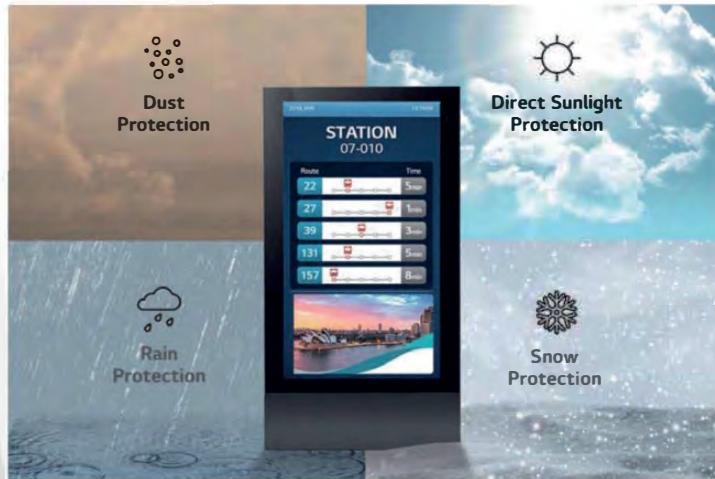 Dust
Protection
Direct Sunlight
Protection
STATION
07-010
Route Time
22 5min
27 1min
39 3min
131 5min
157 8min
Rain
Protection
Snow
Protection